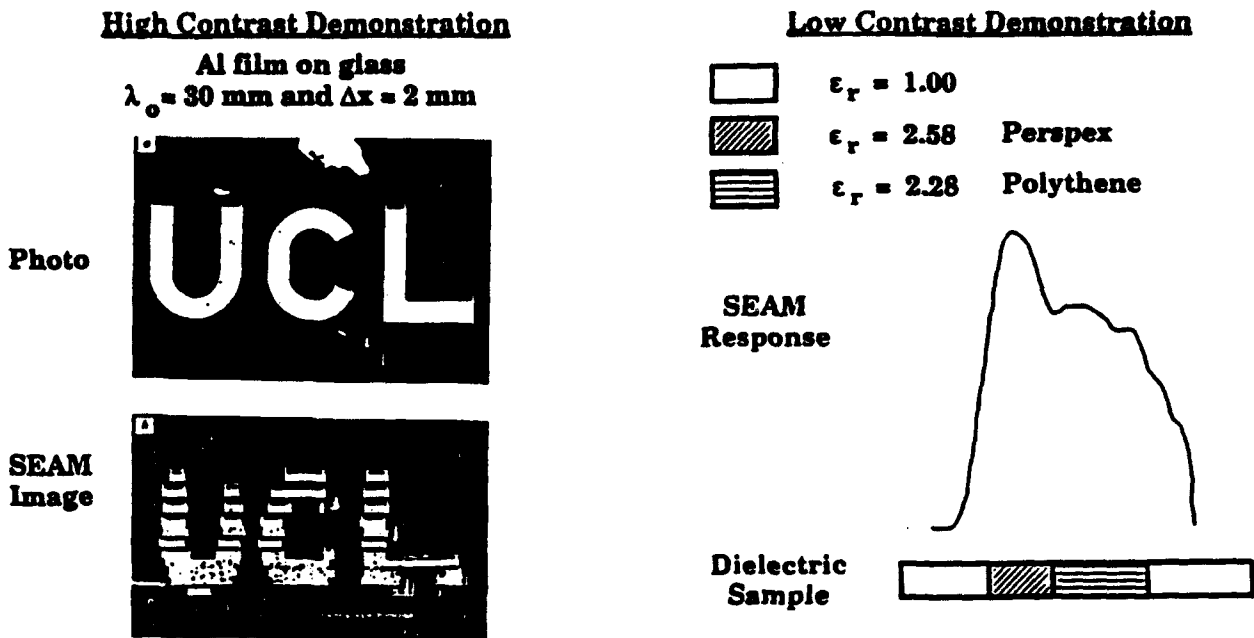 High Contrast Demonstration
Al film on glass
λo = 30 mm and Δx = 2 mm
Photo
UCL
SEAM
Image
UCL
Low Contrast Demonstration
εr = 1.00
εr = 2.58 Perspex
εr = 2.28 Polythene
SEAM
Response
Dielectric
Sample